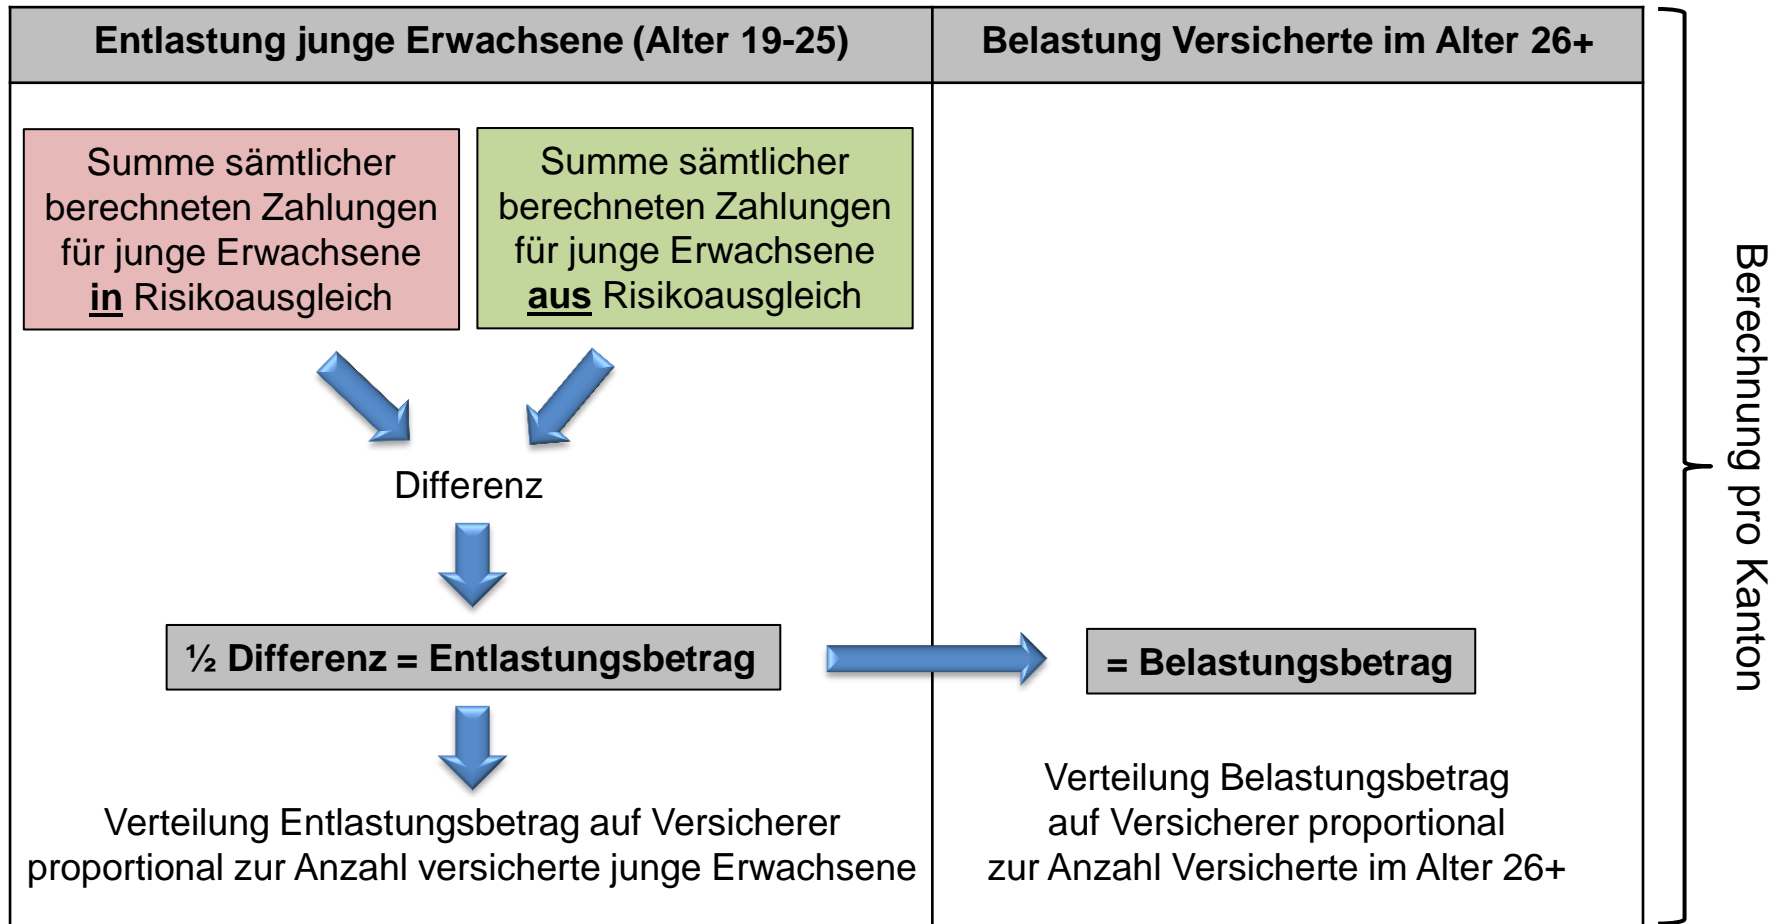 Entlastung junge Erwachsene (Alter 19-25)
Belastung Versicherte im Alter 26+
Summe sämtlicher
berechneten Zahlungen
für junge Erwachsene
in Risikoausgleich
Summe sämtlicher
berechneten Zahlungen
für junge Erwachsene
aus Risikoausgleich
Differenz
½ Differenz = Entlastungsbetrag
= Belastungsbetrag
Verteilung Entlastungsbetrag auf Versicherer
proportional zur Anzahl versicherte junge Erwachsene
Verteilung Belastungsbetrag
auf Versicherer proportional
zur Anzahl Versicherte im Alter 26+
Berechnung pro Kanton